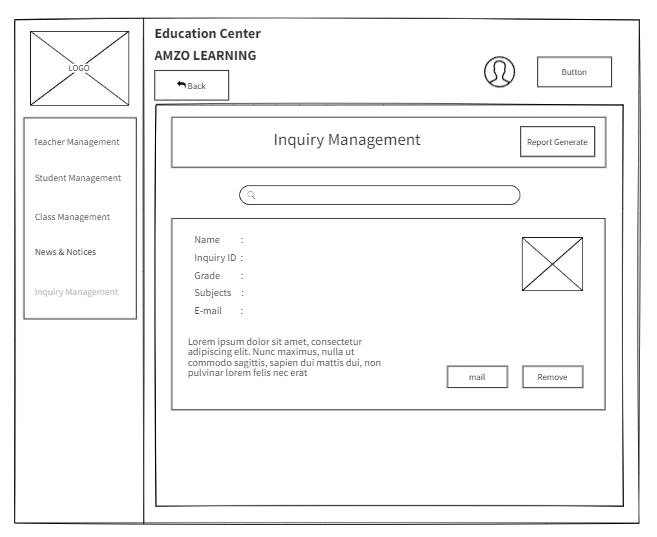 Education Center
AMZO LEARNING
LOGO
Back
Button
Teacher Management
Student Management
Class Management
News & Notices
Inquiry Management
Inquiry Management
Report Generate
Name :
Inquiry ID :
Grade :
Subjects :
E-mail :
Lorem ipsum dolor sit amet, consectetur
adipiscing elit. Nunc maximus, nulla ut
commodo sagittis, sapien dui mattis dui, non
pulvinar lorem felis nec erat
mail
Remove